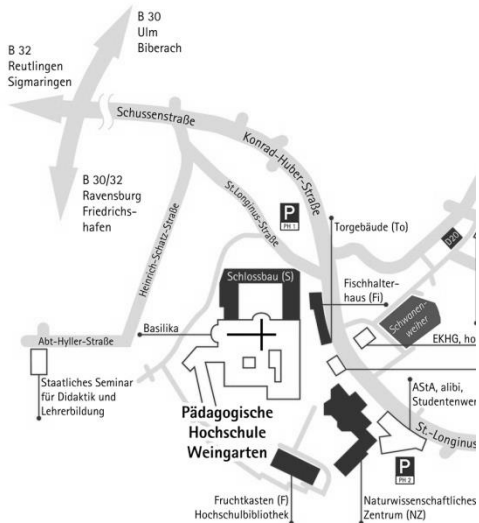 B 30
Ulm
Biberach
B 32
Reutlingen
Sigmaringen
Schussenstraße
Konrad-Huber-Straße
B 30/32
Ravensburg
Friedrichs-
hafen
Heinrich-Schatz-Straße
St.Longinus-Straße
P
PH 1
Torgebäude (To)
D20
Schlossbau (S)
Fischhalter-
haus (Fi)
Schwanen-
weiher
Basilika
Abt-Hyller-Straße
EKHG, ho
Staatliches Seminar
für Didaktik und
Lehrerbildung
AStA, alibi,
Studentenwer
Pädagogische
Hochschule
Weingarten
St.-Longinus
P
PH 2
Fruchtkasten (F)
Hochschulbibliothek
Naturwissenschaftliches
Zentrum (NZ)